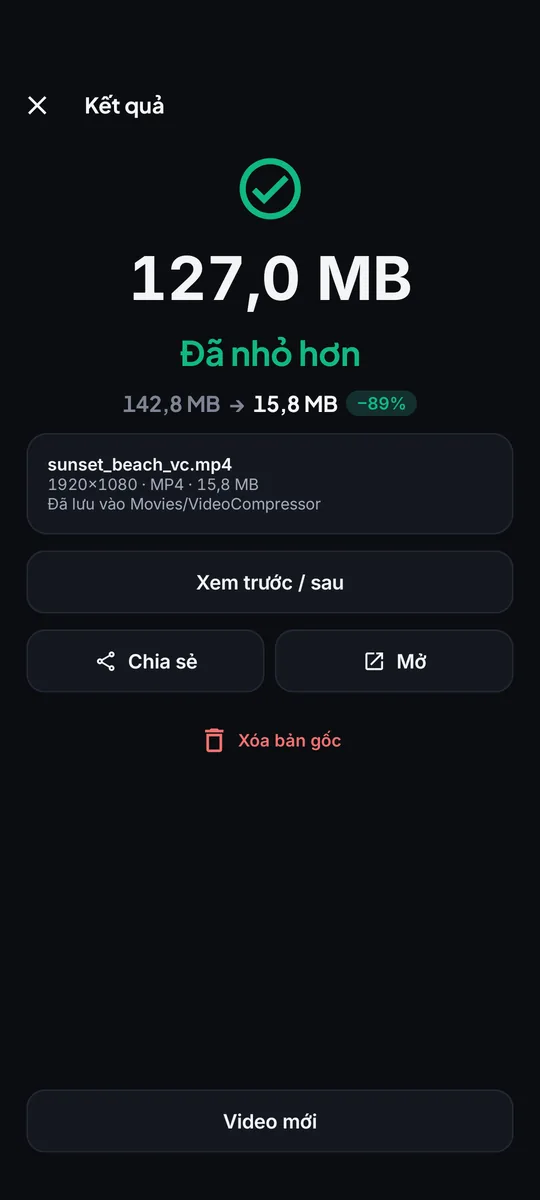 Kết quả
127,0 MB
Đã nhỏ hơn
142,8 MB → 15,8 MB −89%
sunset_beach_vc.mp4
1920×1080 · MP4 · 15,8 MB
Đã lưu vào Movies/VideoCompressor
Xem trước / sau
Chia sẻ
Mở
Xóa bản gốc
Video mới